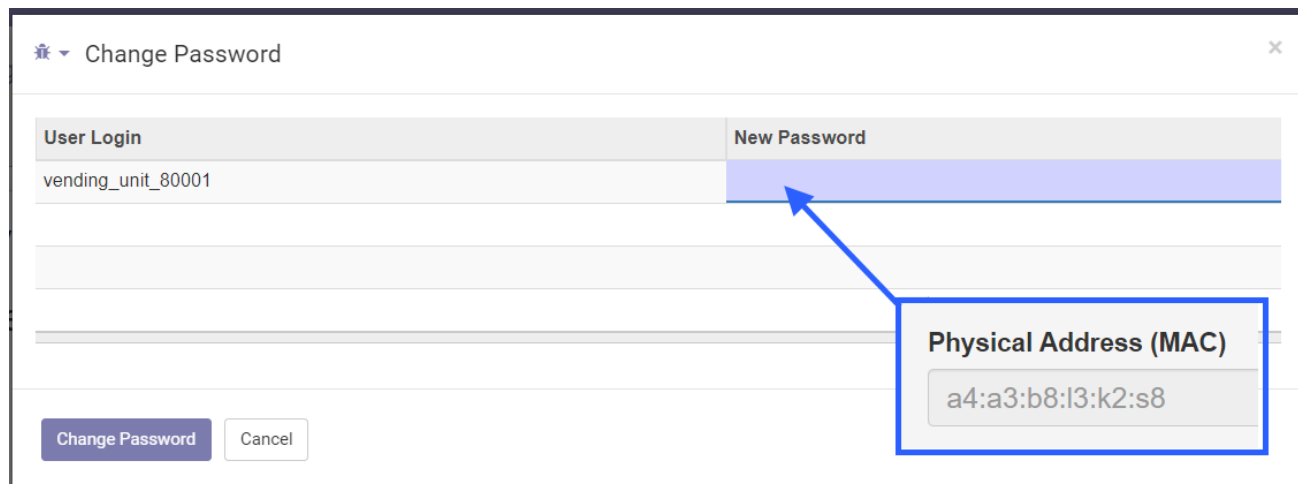 Change Password ×
User Login New Password
vending_unit_80001
Physical Address (MAC)
a4:a3:b8:l3:k2:s8
Change Password Cancel